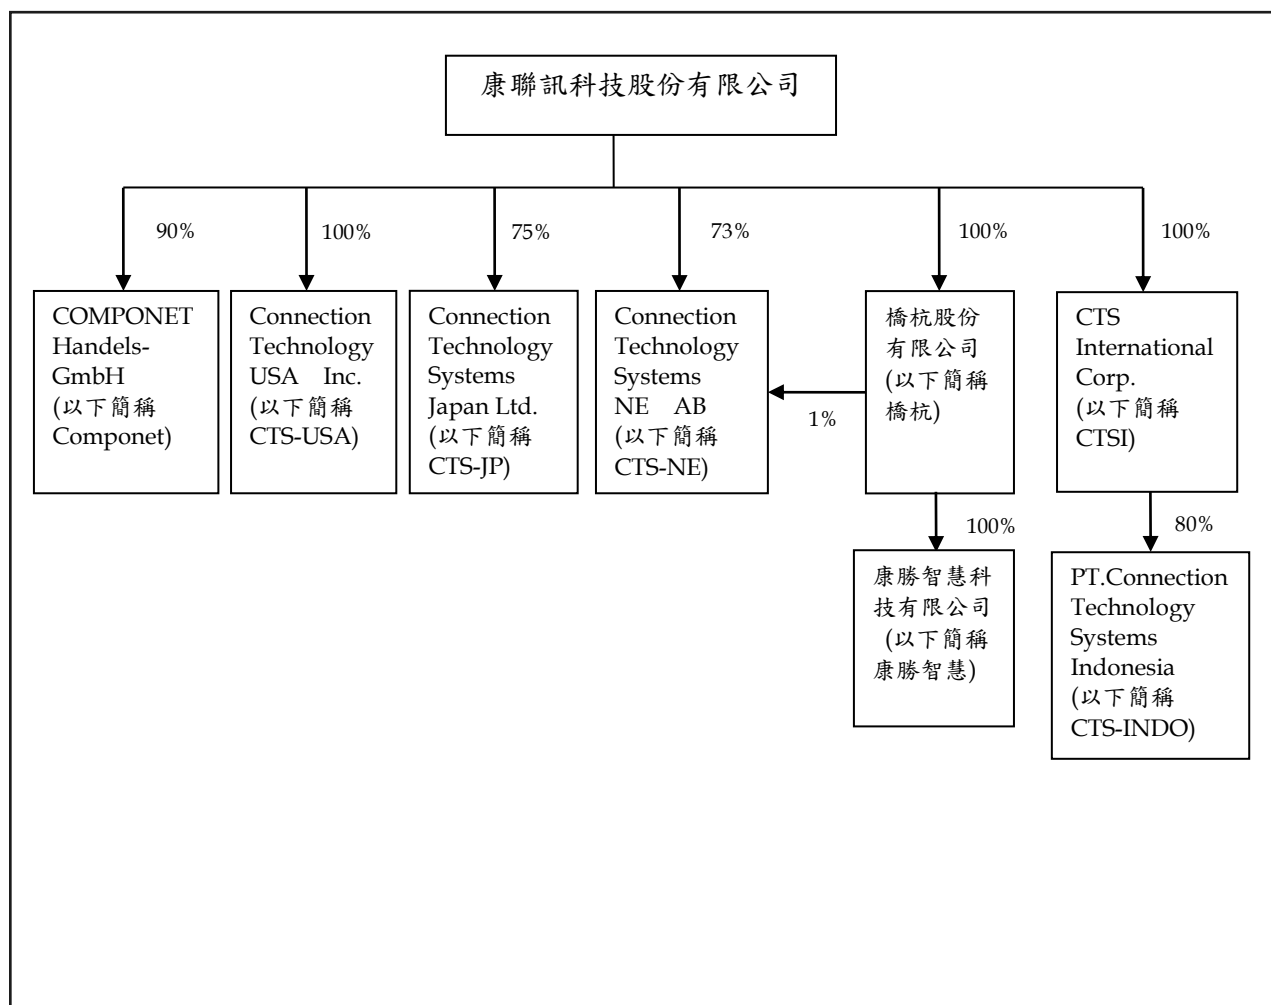 康聯訊科技股份有限公司
90%
100%
75%
73%
100%
100%
COMPONET
Handels-
GmbH
(以下簡稱
Componet)
Connection
Technology
USA Inc.
(以下簡稱
CTS-USA)
Connection
Technology
Systems
Japan Ltd.
(以下簡稱
CTS-JP)
Connection
Technology
Systems
NE AB
(以下簡稱
CTS-NE)
1%
橋杭股份
有限公司
(以下簡稱
橋杭)
CTS
International
Corp.
(以下簡稱
CTSI)
100%
80%
康勝智慧科
技有限公司
(以下簡稱
康勝智慧)
PT.Connection
Technology
Systems
Indonesia
(以下簡稱
CTS-INDO)